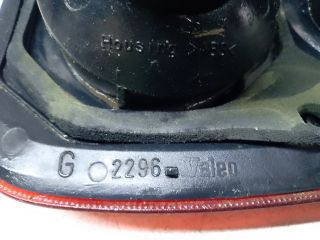 Housing >ABS<
G 2296 Valeo